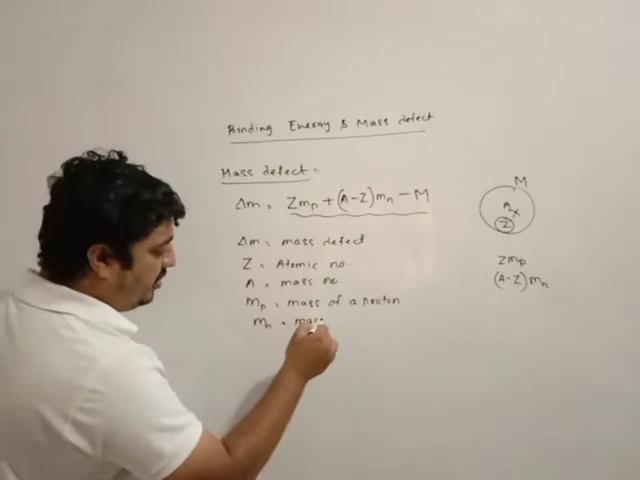 Binding Energy & Mass defect
Mass defect :
Δm = Zmp + (A-Z)mn - M
Δm = mass defect
Z = Atomic no.
A = mass no.
mp = mass of a proton
mn = mass
M
A X
Z
Zmp
(A-Z)mn